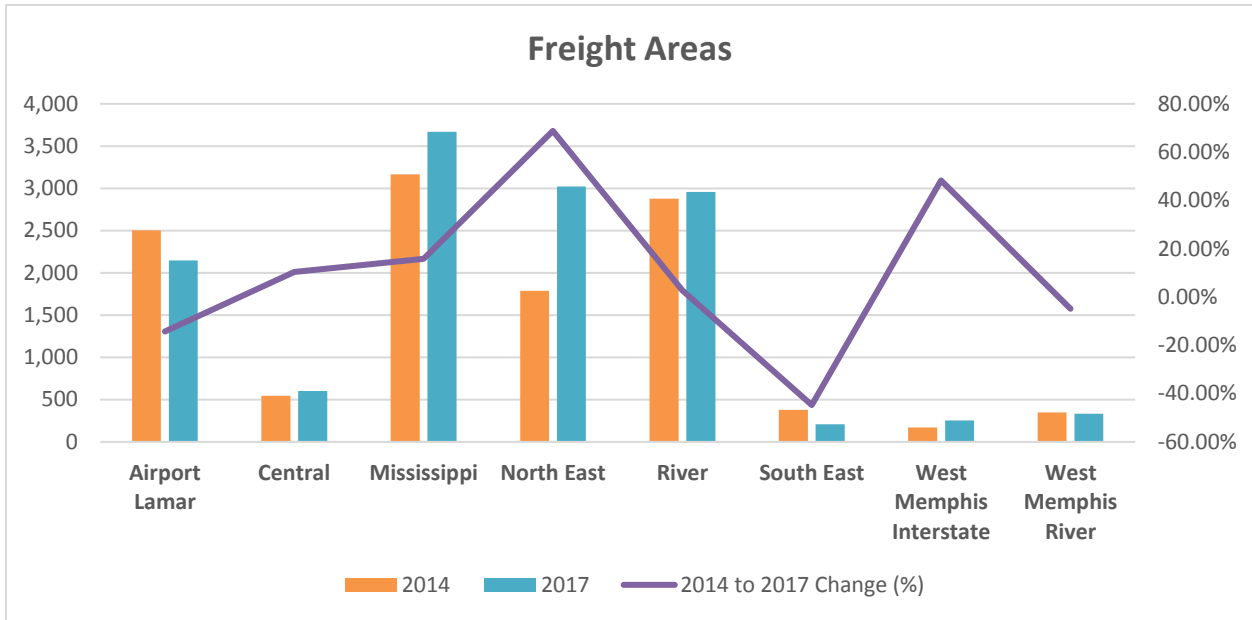 Freight Areas
4,000
3,500
3,000
2,500
2,000
1,500
1,000
500
0
80.00%
60.00%
40.00%
20.00%
0.00%
-20.00%
-40.00%
-60.00%
Airport
Lamar
Central
Mississippi
North East
River
South East
West
Memphis
Interstate
West
Memphis
River
2014
2017
2014 to 2017 Change (%)